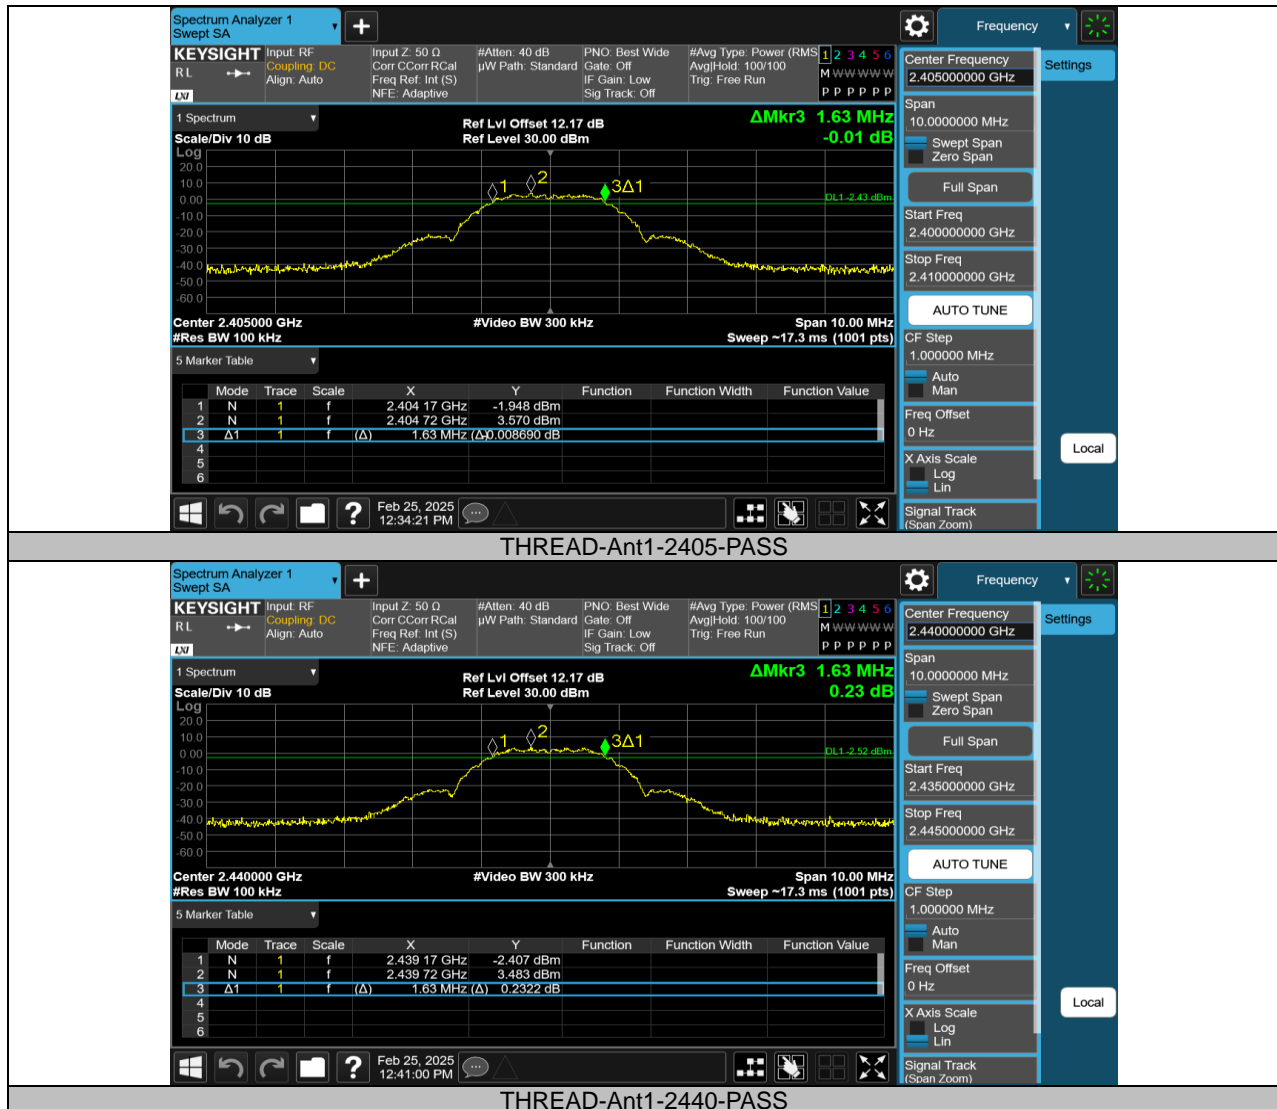 Spectrum Analyzer 1
Swept SA
+
Frequency
KEYSIGHT
RL
LXI
Input: RF
Coupling: DC
Align: Auto
Input Z: 50 Ω
Corr CCorr RCal
Freq Ref: Int (S)
NFE: Adaptive
#Atten: 40 dB
µW Path: Standard
PNO: Best Wide
Gate: Off
IF Gain: Low
Sig Track: Off
#Avg Type: Power (RMS
Avg|Hold: 100/100
Trig: Free Run
1 2 3 4 5 6
M W W W W W
P P P P P P
Center Frequency
2.405000000 GHz
Settings
Span
10.0000000 MHz
Swept Span
Zero Span
Full Span
Start Freq
2.400000000 GHz
Stop Freq
2.410000000 GHz
AUTO TUNE
CF Step
1.000000 MHz
Auto
Man
Freq Offset
0 Hz
X Axis Scale
Log
Lin
Signal Track
(Span Zoom)
Local
1 Spectrum
Scale/Div 10 dB
Ref Lvl Offset 12.17 dB
Ref Level 30.00 dBm
ΔMkr3 1.63 MHz
-0.01 dB
Log
20.0
10.0
0.00
-10.0
-20.0
-30.0
-40.0
-50.0
-60.0
1
2
3Δ1
DL1 -2.43 dBm
Center 2.405000 GHz
#Video BW 300 kHz
Span 10.00 MHz
#Res BW 100 kHz
Sweep ~17.3 ms (1001 pts)
5 Marker Table
Mode Trace Scale X Y Function Function Width Function Value
1 N 1 f 2.404 17 GHz -1.948 dBm
2 N 1 f 2.404 72 GHz 3.570 dBm
3 Δ1 1 f (Δ) 1.63 MHz (Δ) -0.008690 dB
4
5
6
?
Feb 25, 2025
12:34:21 PM
THREAD-Ant1-2405-PASS
Spectrum Analyzer 1
Swept SA
+
Frequency
KEYSIGHT
RL
LXI
Input: RF
Coupling: DC
Align: Auto
Input Z: 50 Ω
Corr CCorr RCal
Freq Ref: Int (S)
NFE: Adaptive
#Atten: 40 dB
µW Path: Standard
PNO: Best Wide
Gate: Off
IF Gain: Low
Sig Track: Off
#Avg Type: Power (RMS
Avg|Hold: 100/100
Trig: Free Run
1 2 3 4 5 6
M W W W W W
P P P P P P
Center Frequency
2.440000000 GHz
Settings
Span
10.0000000 MHz
Swept Span
Zero Span
Full Span
Start Freq
2.435000000 GHz
Stop Freq
2.445000000 GHz
AUTO TUNE
CF Step
1.000000 MHz
Auto
Man
Freq Offset
0 Hz
X Axis Scale
Log
Lin
Signal Track
(Span Zoom)
Local
1 Spectrum
Scale/Div 10 dB
Ref Lvl Offset 12.17 dB
Ref Level 30.00 dBm
ΔMkr3 1.63 MHz
0.23 dB
Log
20.0
10.0
0.00
-10.0
-20.0
-30.0
-40.0
-50.0
-60.0
1
2
3Δ1
DL1 -2.52 dBm
Center 2.440000 GHz
#Video BW 300 kHz
Span 10.00 MHz
#Res BW 100 kHz
Sweep ~17.3 ms (1001 pts)
5 Marker Table
Mode Trace Scale X Y Function Function Width Function Value
1 N 1 f 2.439 17 GHz -2.407 dBm
2 N 1 f 2.439 72 GHz 3.483 dBm
3 Δ1 1 f (Δ) 1.63 MHz (Δ) 0.2322 dB
4
5
6
?
Feb 25, 2025
12:41:00 PM
THREAD-Ant1-2440-PASS